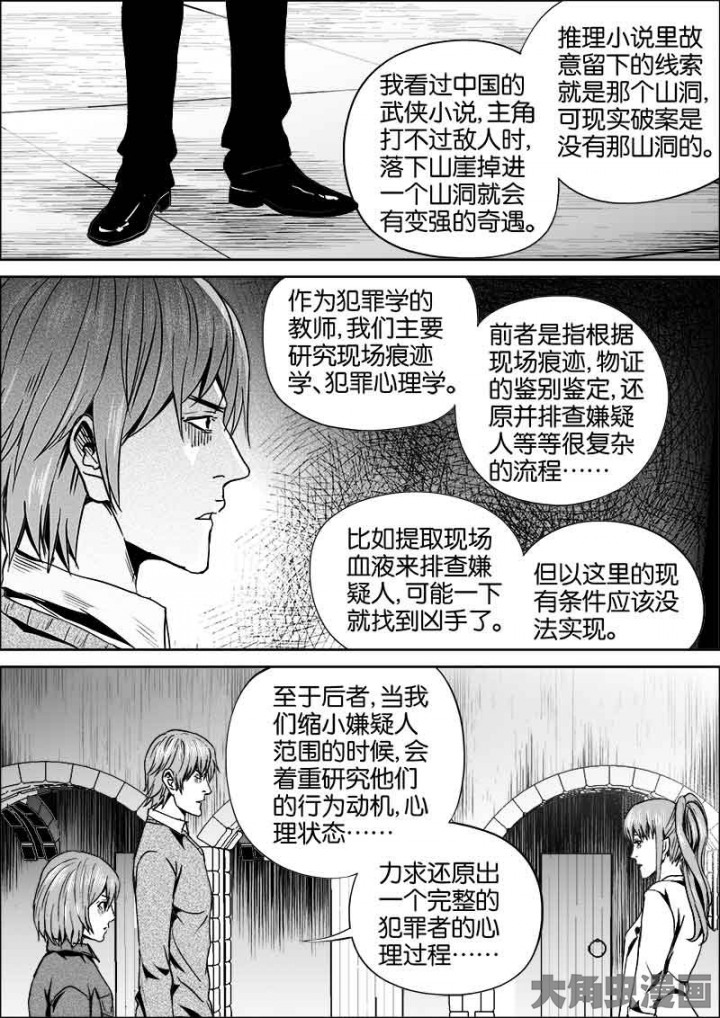 我看过中国的
武侠小说,主角
打不过敌人时,
落下山崖掉进
一个山洞就会
有变强的奇遇。
推理小说里故
意留下的线索
就是那个山洞,
可现实破案是
没有那山洞的。
作为犯罪学的
教师,我们主要
研究现场痕迹
学、犯罪心理学。
前者是指根据
现场痕迹,物证
的鉴别鉴定,还
原并排查嫌疑
人等等很复杂
的流程……
比如提取现场
血液来排查嫌
疑人,可能一下
就找到凶手了。
但以这里的现
有条件应该没
法实现。
至于后者,当我
们缩小嫌疑人
范围的时候,会
着重研究他们
的行为动机,心
理状态……
力求还原出
一个完整的
犯罪者的心
理过程……
大角虫漫画